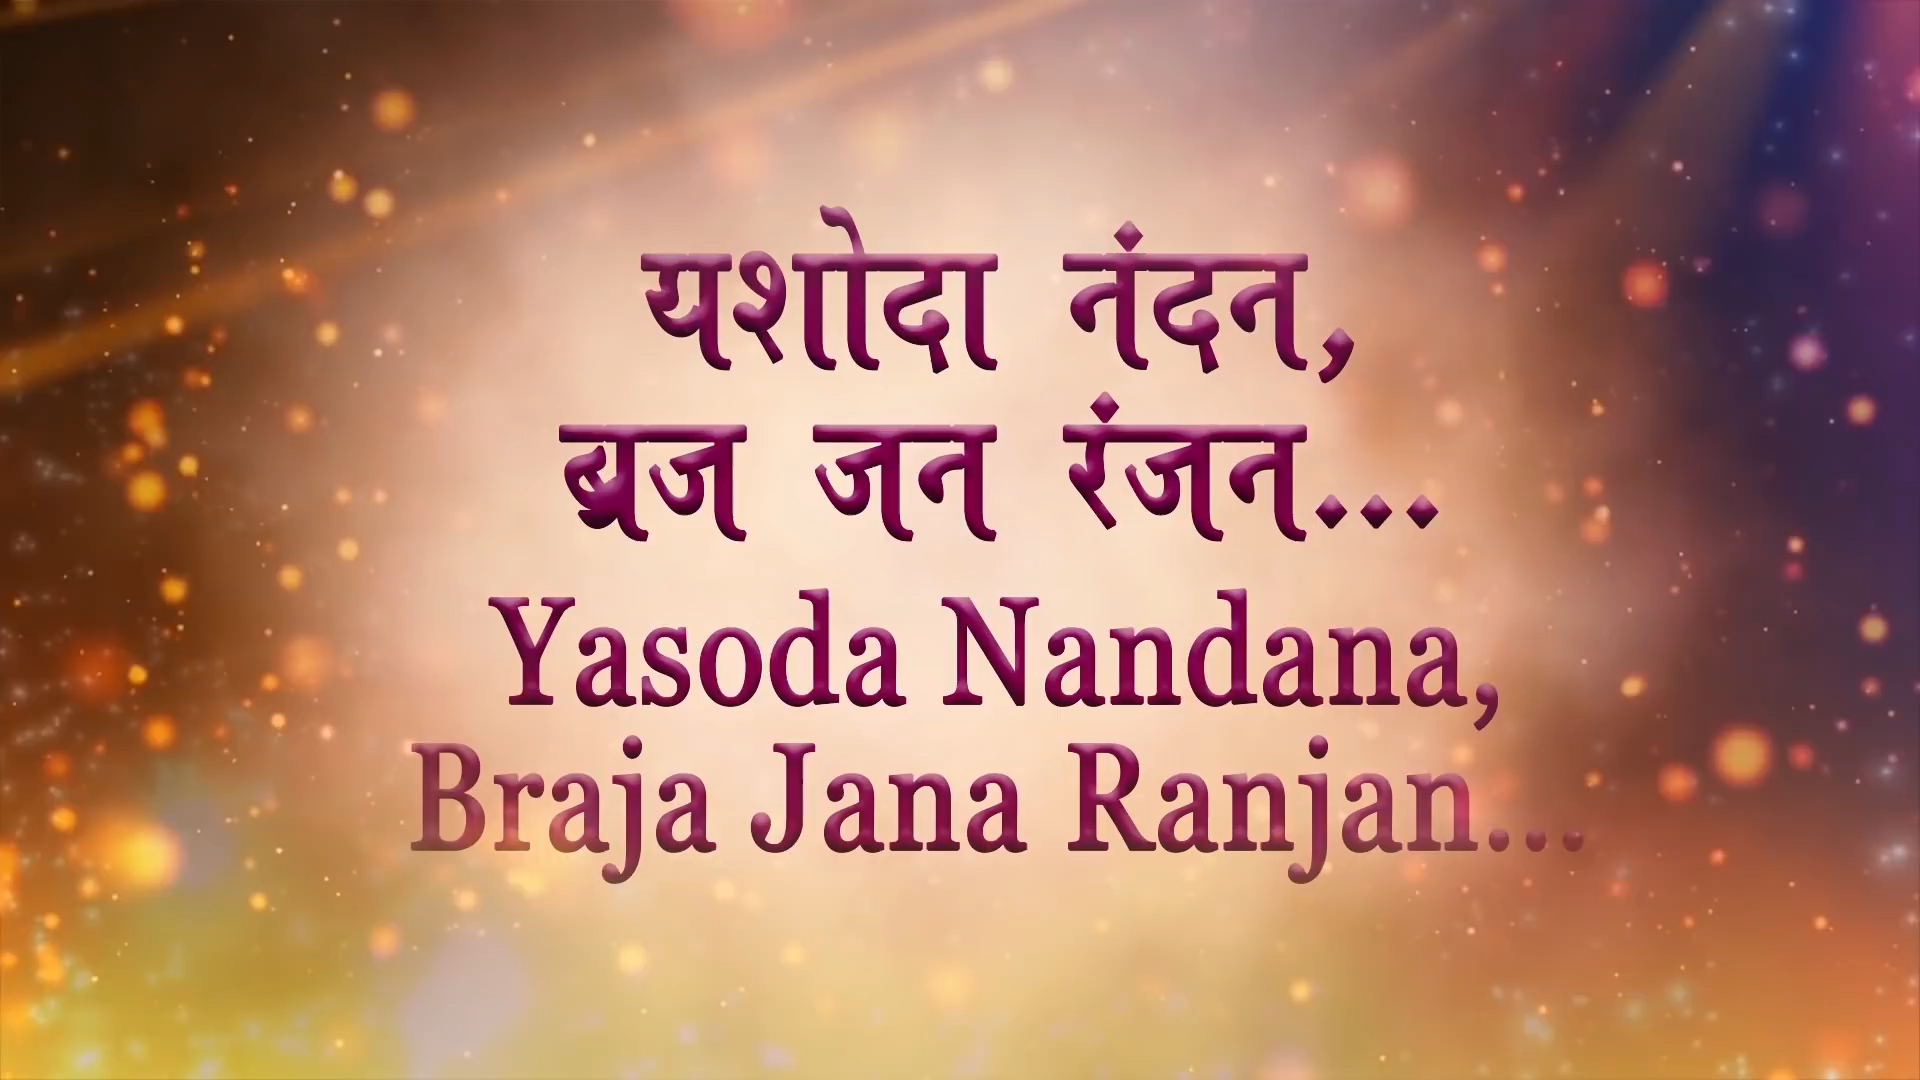 यशोदा नंदन,
ब्रज जन रंजन...
Yasoda Nandana,
Braja Jana Ranjan...